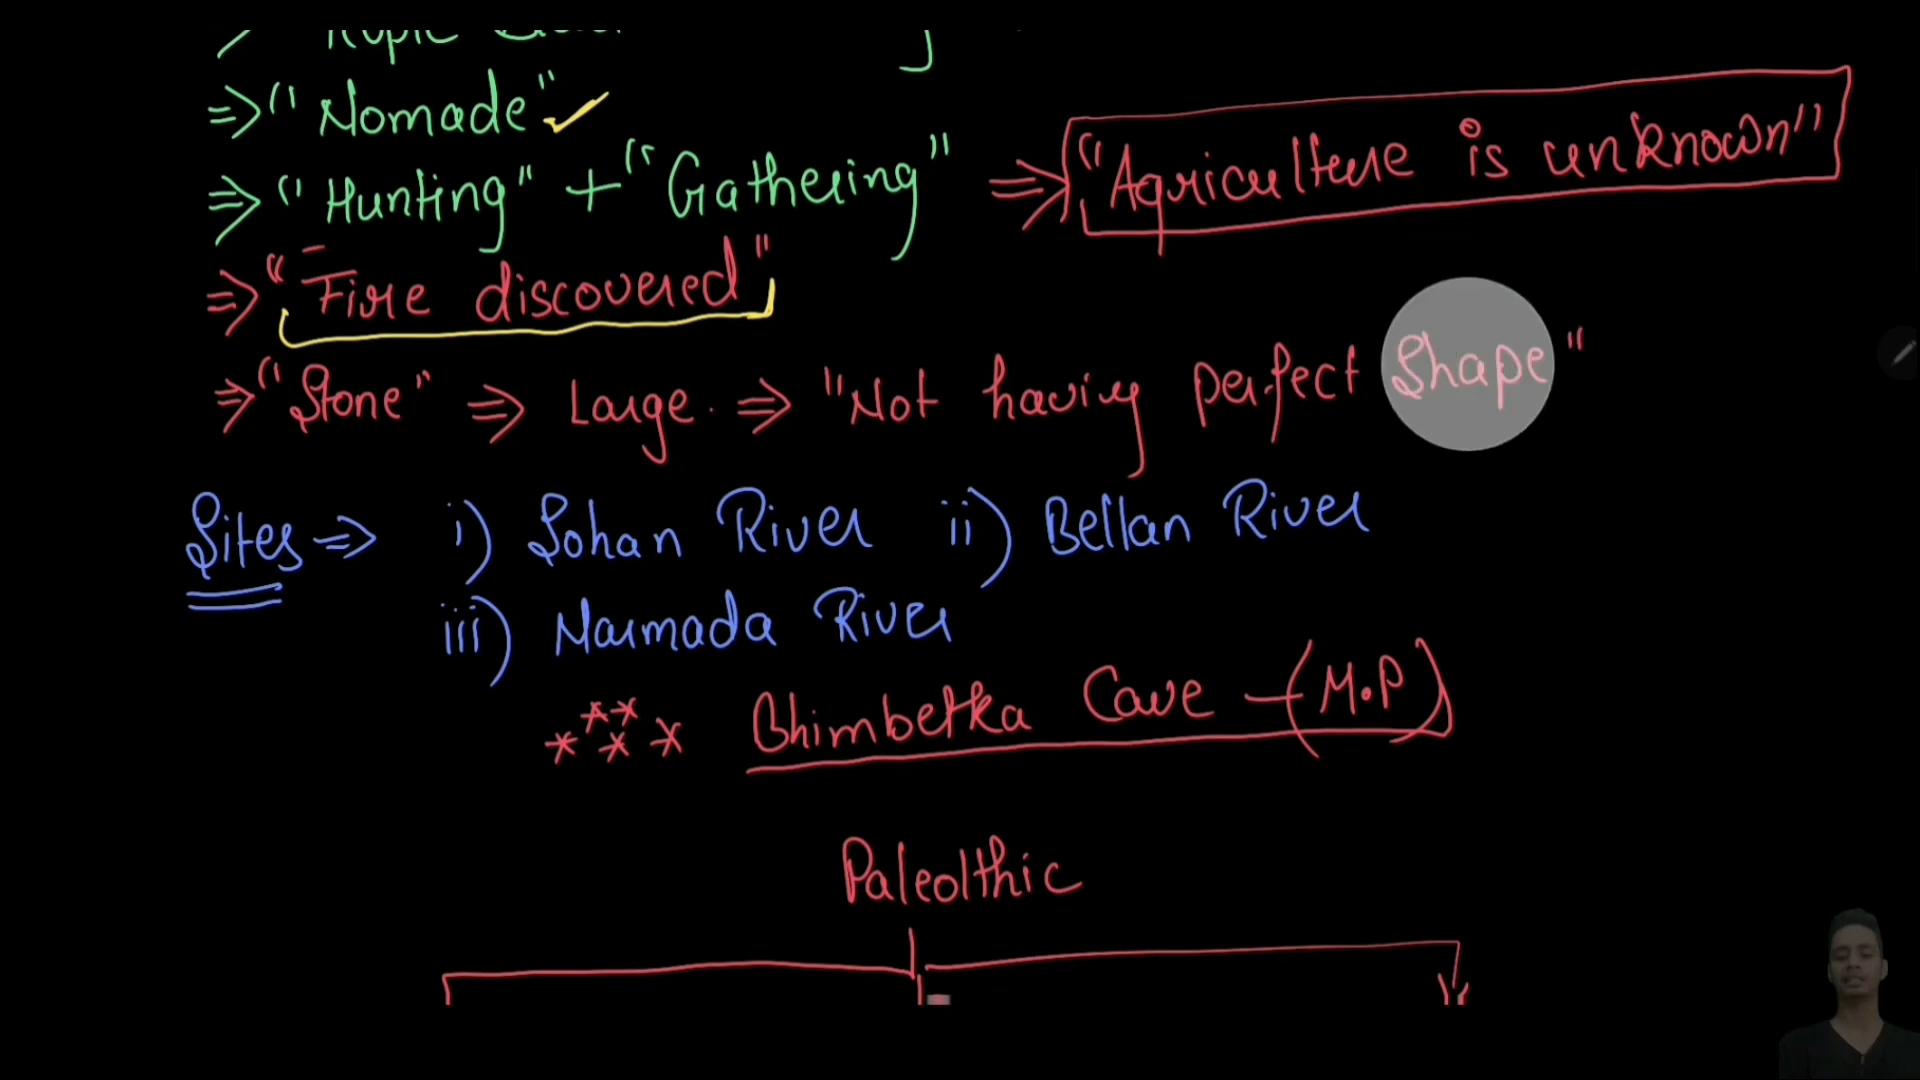 ⇒ "Nomade" ✓
⇒ "Hunting" + "Gathering" ⇒ "Agriculture is unknown"
⇒ "Fire discovered"
⇒ "Stone" ⇒ Large. ⇒ "Not having perfect Shape"
Sites ⇒ i) Sohan River ii) Bellan River
iii) Narmada River
***** Bhimbetka Cave - (M.P)
Paleolthic